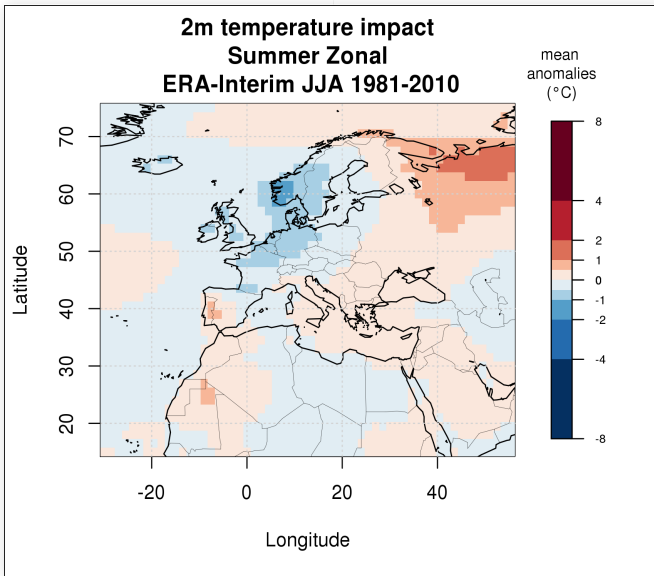 2m temperature impact
Summer Zonal
ERA-Interim JJA 1981-2010
mean
anomalies
(°C)
8
4
2
1
0
-1
-2
-4
-8
Latitude
70
60
50
40
30
20
-20
0
20
40
Longitude